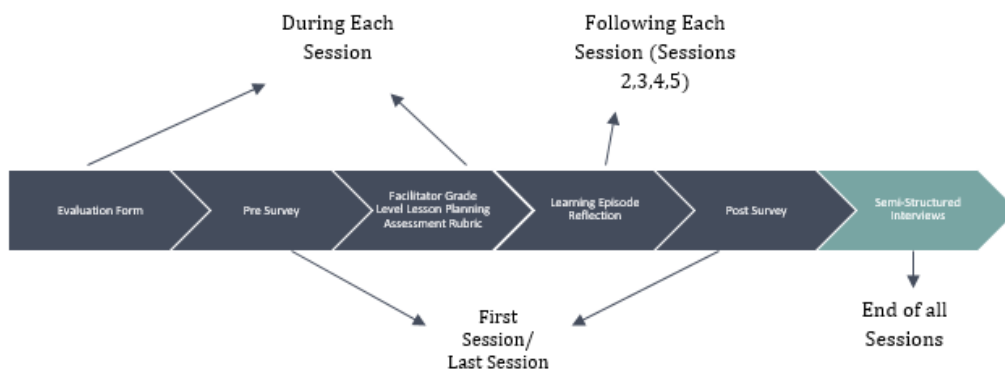 During Each
Session
Following Each
Session (Sessions
2,3,4,5)
Evaluation Form
Pre Survey
Facilitator Grade
Level Lesson Planning
Assessment Rubric
Learning Episode
Reflection
Post Survey
Semi-Structured
Interviews
First
Session/
Last Session
End of all
Sessions